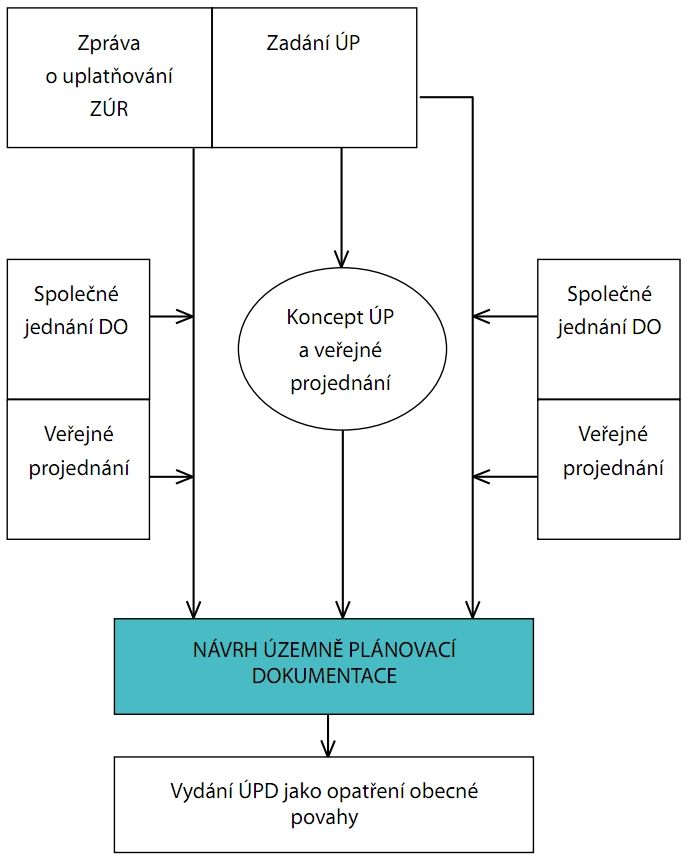 Zpráva
o uplatňování
ZÚR
Zadání ÚP
Společné
jednání DO
Veřejné
projednání
Koncept ÚP
a veřejné
projednání
Společné
jednání DO
Veřejné
projednání
NÁVRH ÚZEMNĚ PLÁNOVACÍ
DOKUMENTACE
Vydání ÚPD jako opatření obecné
povahy